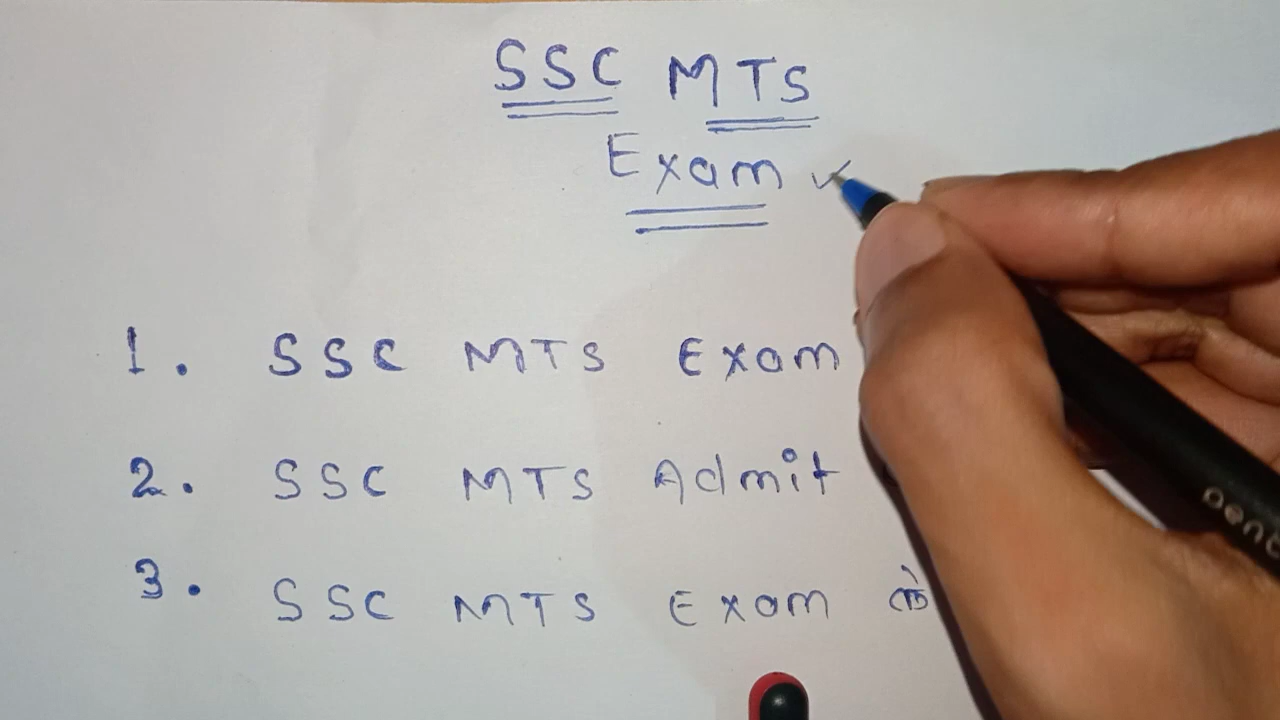 SSC MTS
Exam
1. SSC MTS Exam
2. SSC MTS Admit
3. SSC MTS Exam के